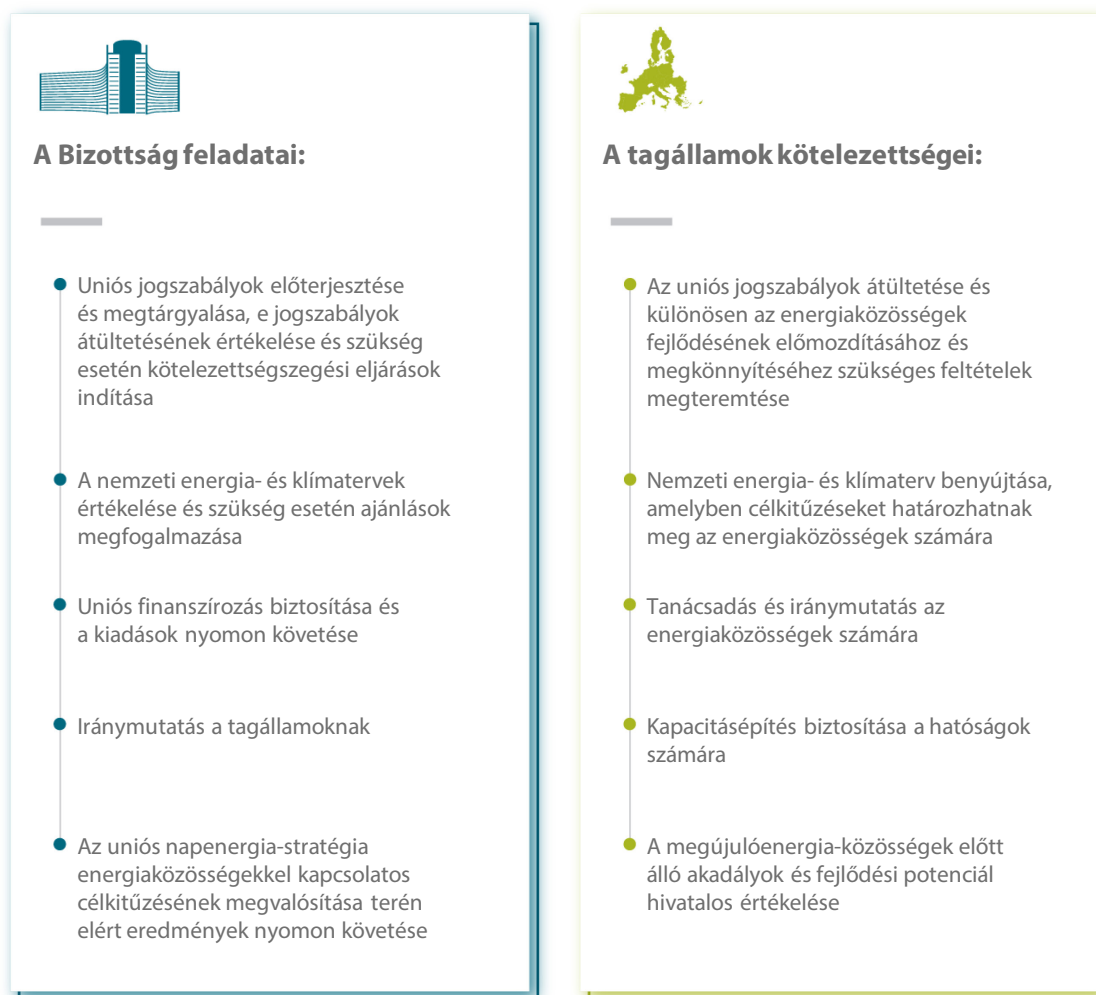 A Bizottság feladatai:
Uniós jogszabályok előterjesztése
és megtárgyalása, e jogszabályok
átültetésének értékelése és szükség
esetén kötelezettségszegési eljárások
indítása
A nemzeti energia- és klímatervek
értékelése és szükség esetén ajánlások
megfogalmazása
Uniós finanszírozás biztosítása és
a kiadások nyomon követése
Iránymutatás a tagállamoknak
Az uniós napenergia-stratégia
energiaközösségekkel kapcsolatos
célkitűzésének megvalósítása terén
elért eredmények nyomon követése
A tagállamok kötelezettségei:
Az uniós jogszabályok átültetése és
különösen az energiaközösségek
fejlődésének előmozdításához és
megkönnyítéséhez szükséges feltételek
megteremtése
Nemzeti energia- és klímaterv benyújtása,
amelyben célkitűzéseket határozhatnak
meg az energiaközösségek számára
Tanácsadás és iránymutatás az
energiaközösségek számára
Kapacitásépítés biztosítása a hatóságok
számára
A megújulóenergia-közösségek előtt
álló akadályok és fejlődési potenciál
hivatalos értékelése